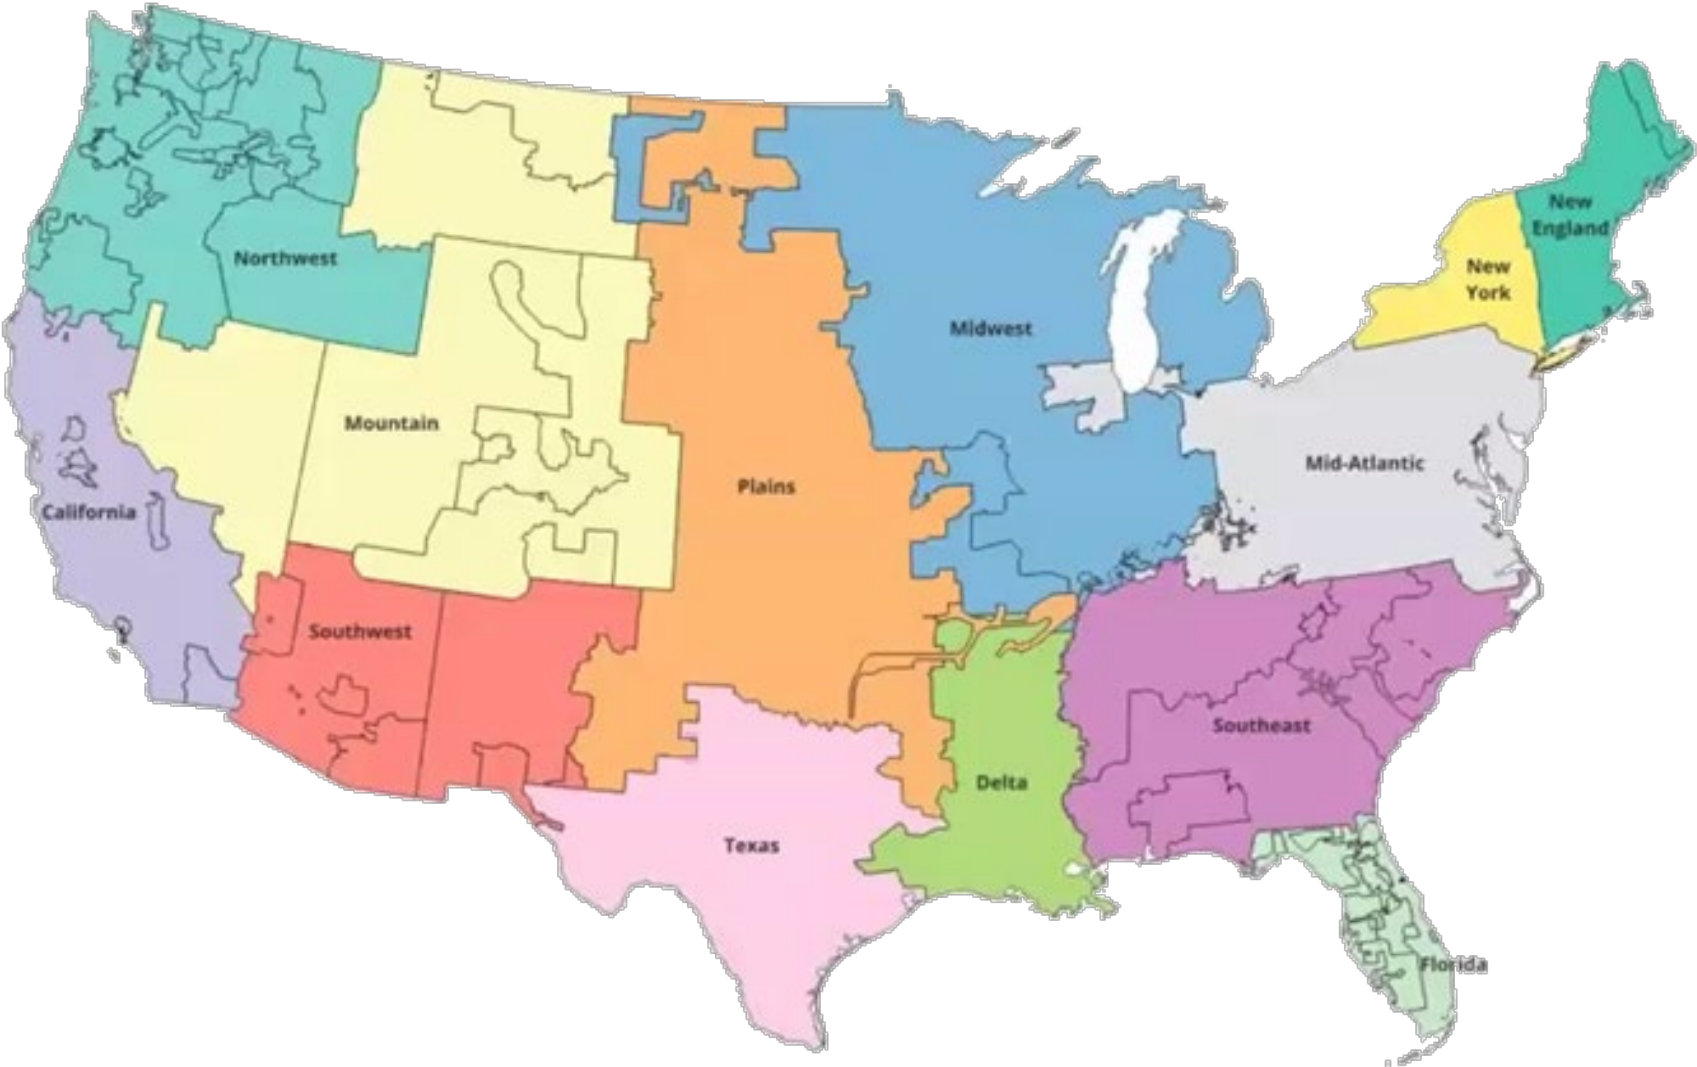 New
England
Northwest
New
York
Midwest
Mountain
Mid-Atlantic
Plains
California
Southwest
Southeast
Delta
Texas
Florida